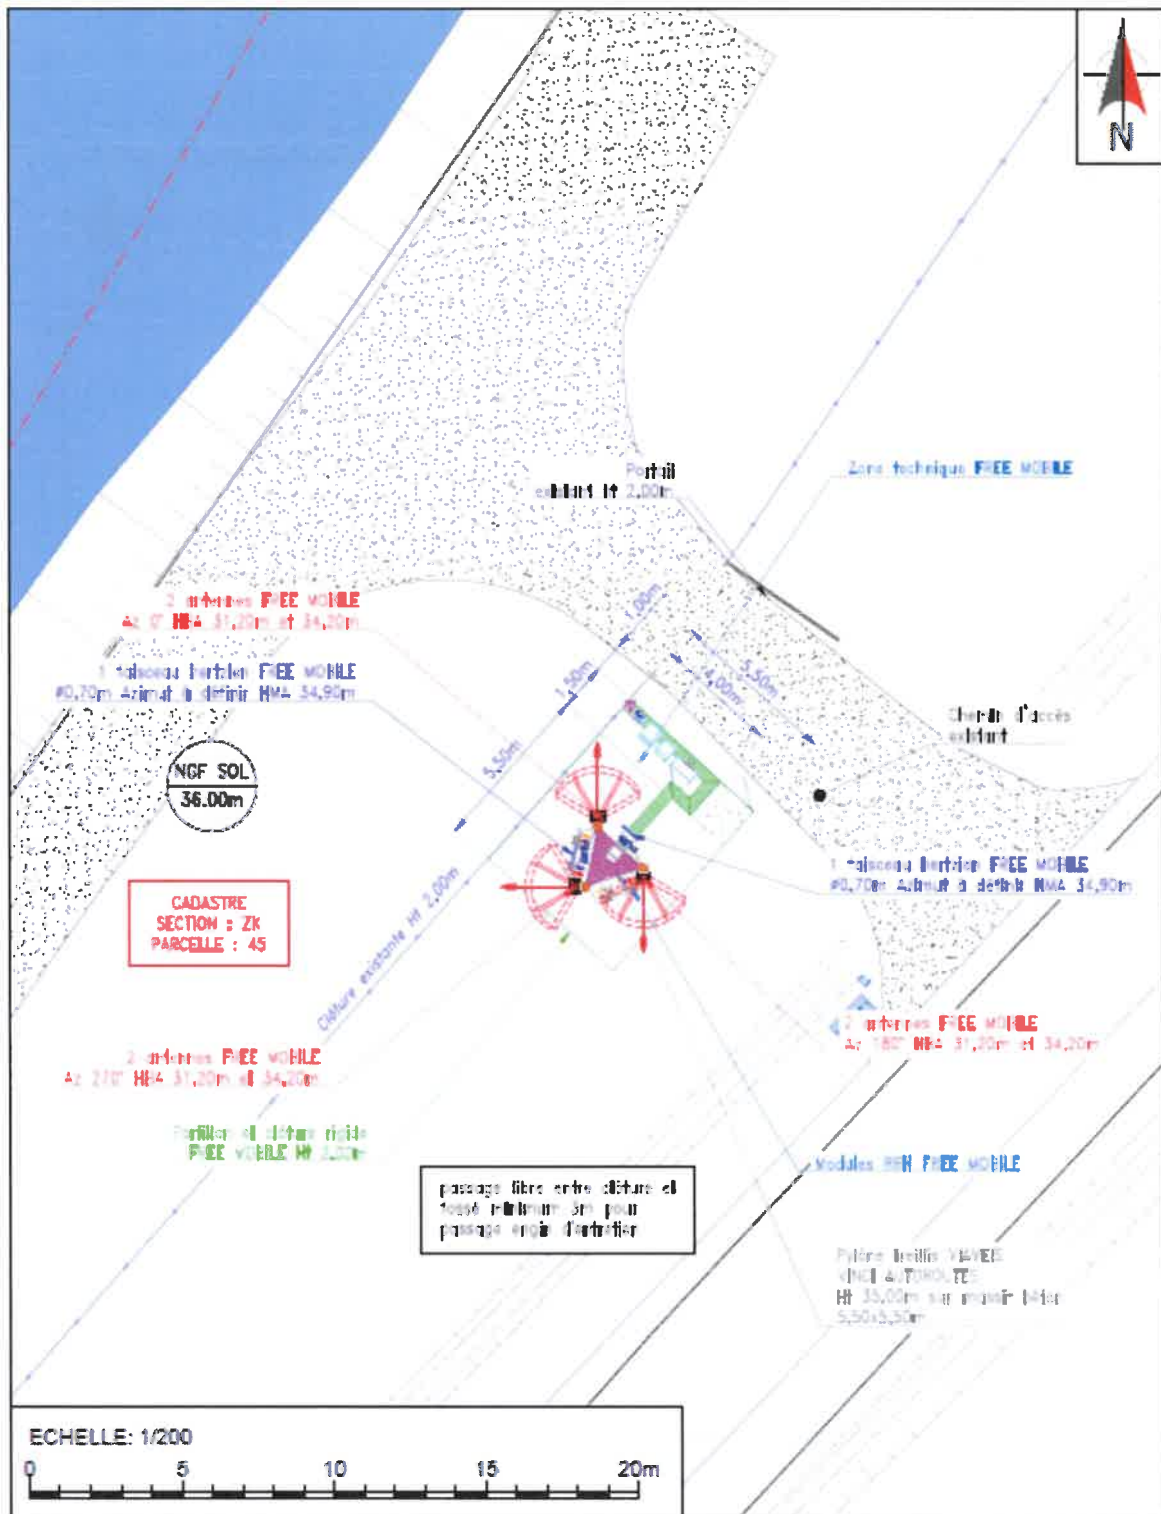 N
Portail
existant Ht 2,00m
Zone technique FREE MOBILE
2 antennes FREE MOBILE
Az 0° HBA 31,20m et 34,20m
1 faisceau hertzien FREE MOBILE
ø0,70m Azimut à définir HMA 34,90m
1,00m
1,50m
5,50m
5,50m
4,00m
Chemin d'accès
existant
NGF SOL
36.00m
CADASTRE
SECTION : ZK
PARCELLE : 45
Clôture existante Ht 2,00m
1 faisceau hertzien FREE MOBILE
ø0,70m Azimut à définir HMA 34,90m
2 antennes FREE MOBILE
Az 180° HBA 31,20m et 34,20m
2 antennes FREE MOBILE
Az 270° HBA 31,20m et 34,20m
Portillon et clôture rigide
FREE MOBILE Ht 2,00m
Modules RRH FREE MOBILE
passage libre entre clôture et
fossé minimum 3m pour
passage engin d'entretien
Pylône treillis
VINCI AUTOROUTES
Ht 35,00m sur massif béton
5,50x5,50m
ECHELLE: 1/200
0 5 10 15 20m